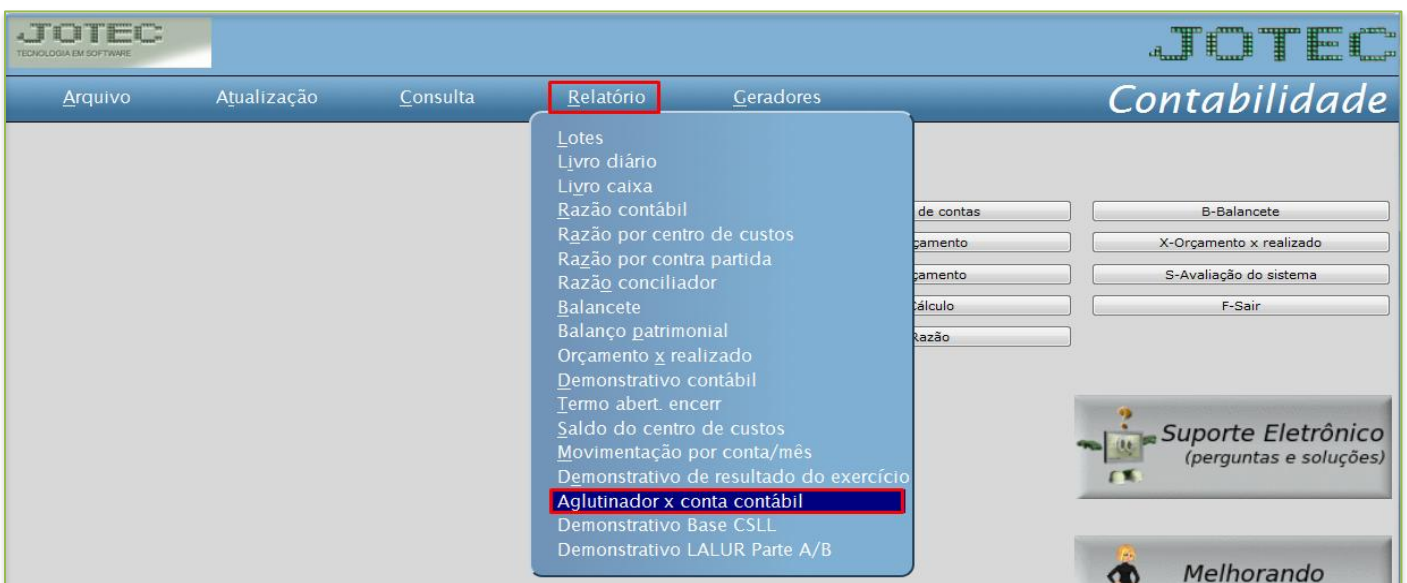 JOTEC
TECNOLOGIA EM SOFTWARE
JOTEC
Arquivo
Atualização
Consulta
Relatório
Geradores
Contabilidade
Lotes
Livro diário
Livro caixa
Razão contábil
Razão por centro de custos
Razão por contra partida
Razão conciliador
Balancete
Balanço patrimonial
Orçamento x realizado
Demonstrativo contábil
Termo abert. encerr
Saldo do centro de custos
Movimentação por conta/mês
Demonstrativo de resultado do exercício
Aglutinador x conta contábil
Demonstrativo Base CSLL
Demonstrativo LALUR Parte A/B
de contas
çamento
çamento
Cálculo
Razão
B-Balancete
X-Orçamento x realizado
S-Avaliação do sistema
F-Sair
Suporte Eletrônico
(perguntas e soluções)
Melhorando